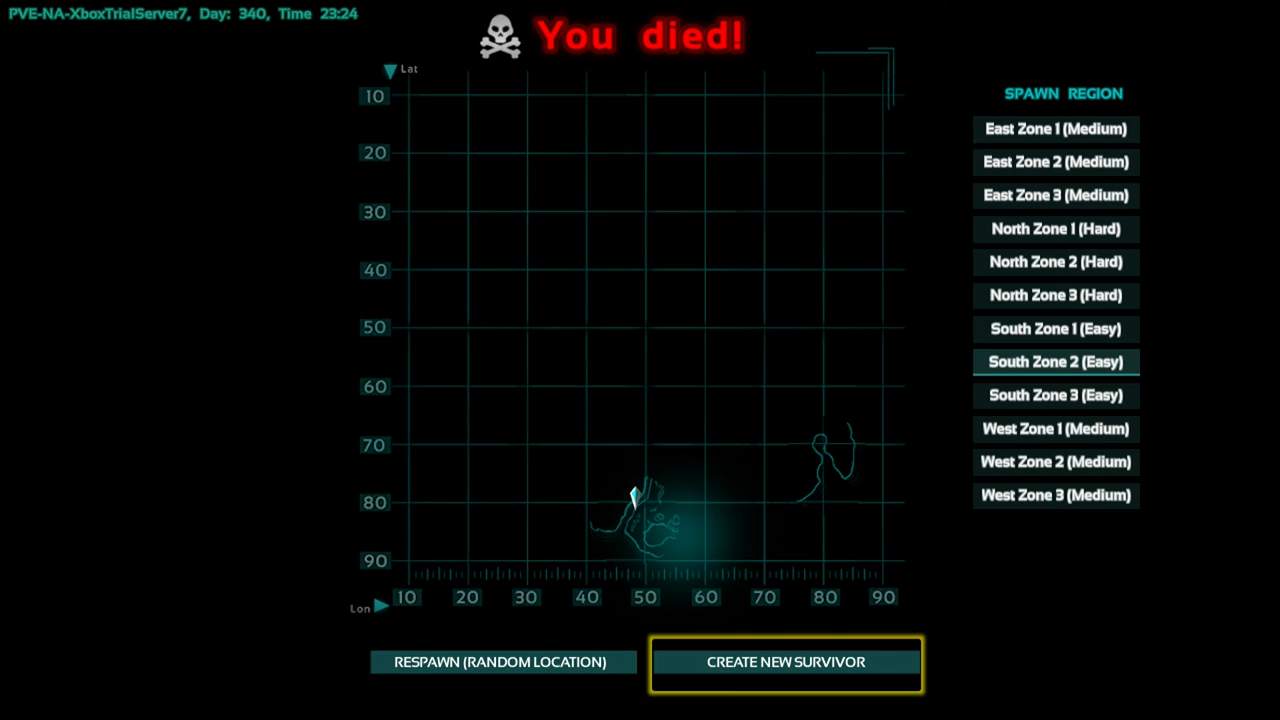 PVE-NA-XboxTrialServer7, Day: 340, Time 23:24
You died!
Lat
10
20
30
40
50
60
70
80
90
Lon
10 20 30 40 50 60 70 80 90
SPAWN REGION
East Zone 1 (Medium)
East Zone 2 (Medium)
East Zone 3 (Medium)
North Zone 1 (Hard)
North Zone 2 (Hard)
North Zone 3 (Hard)
South Zone 1 (Easy)
South Zone 2 (Easy)
South Zone 3 (Easy)
West Zone 1 (Medium)
West Zone 2 (Medium)
West Zone 3 (Medium)
RESPAWN (RANDOM LOCATION)
CREATE NEW SURVIVOR